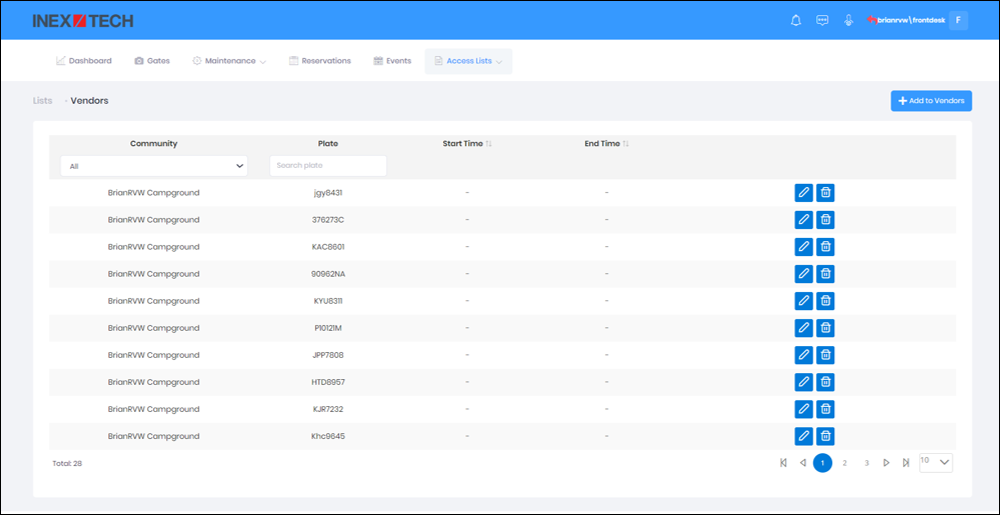 INEX TECH
brianrvw\frontdesk F
Dashboard Gates Maintenance Reservations Events Access Lists
Lists · Vendors
Add to Vendors
Community Plate Start Time End Time
All Search plate
BrianRVW Campground jgy8431 - -
BrianRVW Campground 376273C - -
BrianRVW Campground KAC8601 - -
BrianRVW Campground 90962NA - -
BrianRVW Campground KYU8311 - -
BrianRVW Campground P10121M - -
BrianRVW Campground JPP7808 - -
BrianRVW Campground HTD8957 - -
BrianRVW Campground KJR7232 - -
BrianRVW Campground Khc9645 - -
Total: 28 1 2 3 10